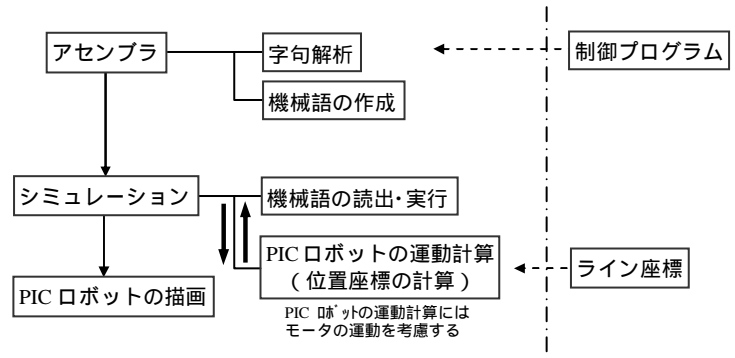 アセンブラ
字句解析
制御プログラム
機械語の作成
シミュレーション
機械語の読出･実行
PIC ロボットの運動計算
( 位置座標の計算 )
ライン座標
PIC ロボットの描画
PIC ﾛﾎﾞｯﾄの運動計算には
モータの運動を考慮する